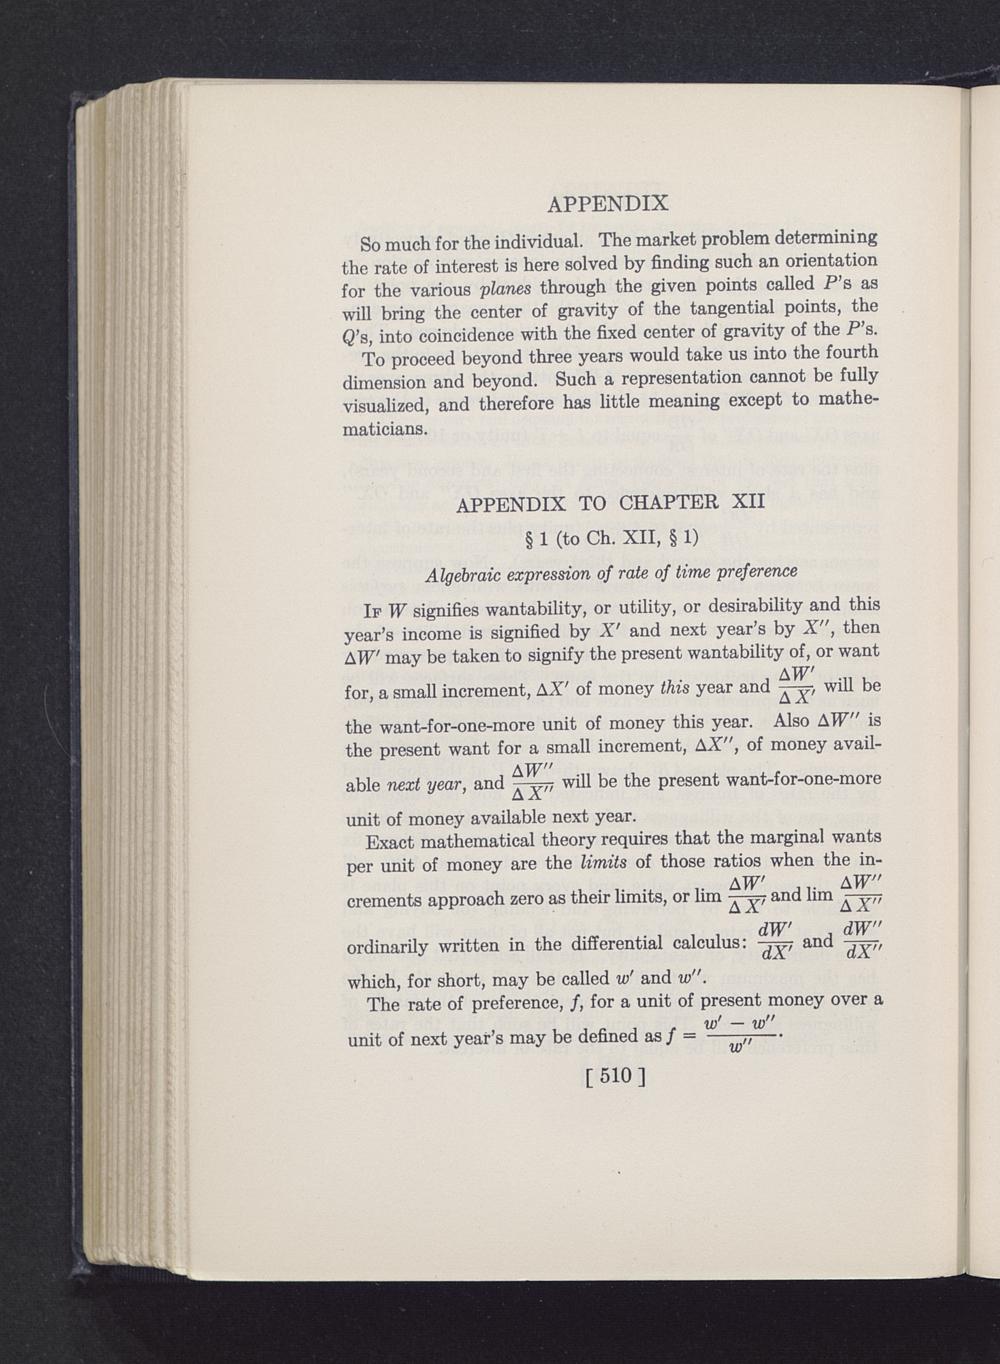 APPENDIX
So much for the individual. The market problem determining
the rate of interest is here solved by finding such an orientation
for the various planes through the given points called P's as
will bring the center of gravity of the tangential points, the
Q's, into coincidence with the fixed center of gravity of the P's.
To proceed beyond three years would take us into the fourth
dimension and beyond. Such a representation cannot be fully
visualized, and therefore has little meaning except to mathe-
maticians.
APPENDIX TO CHAPTER XII
§ 1 (to Ch. XII, § 1)
Algebraic expression of rate of time preference
IF W signifies wantability, or utility, or desirability and this
year's income is signified by X′ and next year's by X″, then
ΔW′ may be taken to signify the present wantability of, or want
for, a small increment, ΔX′ of money this year and ΔW′/ΔX′ will be
the want-for-one-more unit of money this year. Also ΔW″ is
the present want for a small increment, ΔX″, of money avail-
able next year, and ΔW″/ΔX″ will be the present want-for-one-more
unit of money available next year.
Exact mathematical theory requires that the marginal wants
per unit of money are the limits of those ratios when the in-
crements approach zero as their limits, or lim ΔW′/ΔX′ and lim ΔW″/ΔX″
ordinarily written in the differential calculus: dW′/dX′ and dW″/dX″
which, for short, may be called w′ and w″.
The rate of preference, f, for a unit of present money over a
unit of next year's may be defined as f = (w′ − w″)/w″.
[ 510 ]